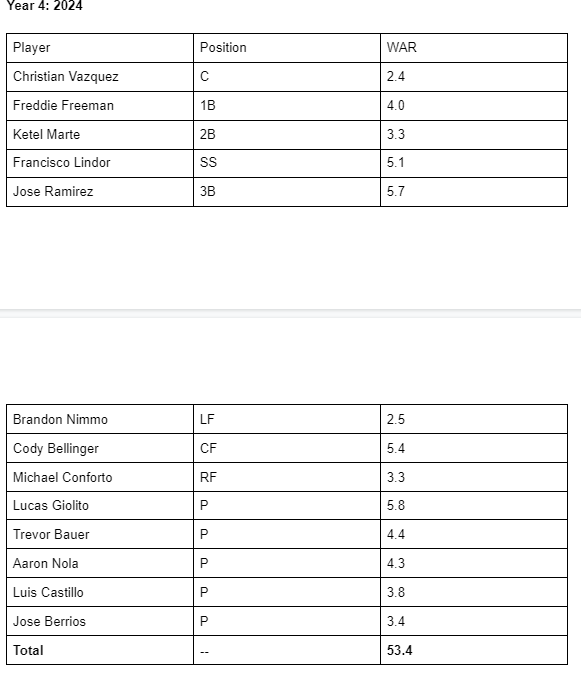 Year 4: 2024
Player Position WAR
Christian Vazquez C 2.4
Freddie Freeman 1B 4.0
Ketel Marte 2B 3.3
Francisco Lindor SS 5.1
Jose Ramirez 3B 5.7
Brandon Nimmo LF 2.5
Cody Bellinger CF 5.4
Michael Conforto RF 3.3
Lucas Giolito P 5.8
Trevor Bauer P 4.4
Aaron Nola P 4.3
Luis Castillo P 3.8
Jose Berrios P 3.4
Total -- 53.4